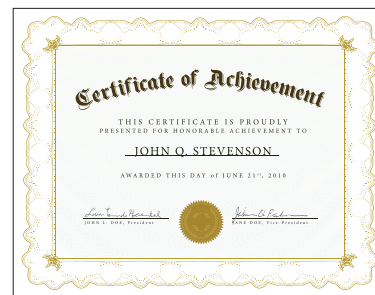 Certificate of Achievement
THIS CERTIFICATE IS PROUDLY
PRESENTED FOR HONORABLE ACHIEVEMENT TO
JOHN Q. STEVENSON
AWARDED THIS DAY of JUNE 21st, 2010
JOHN L. DOE, President
JANE DOE, Vice-President